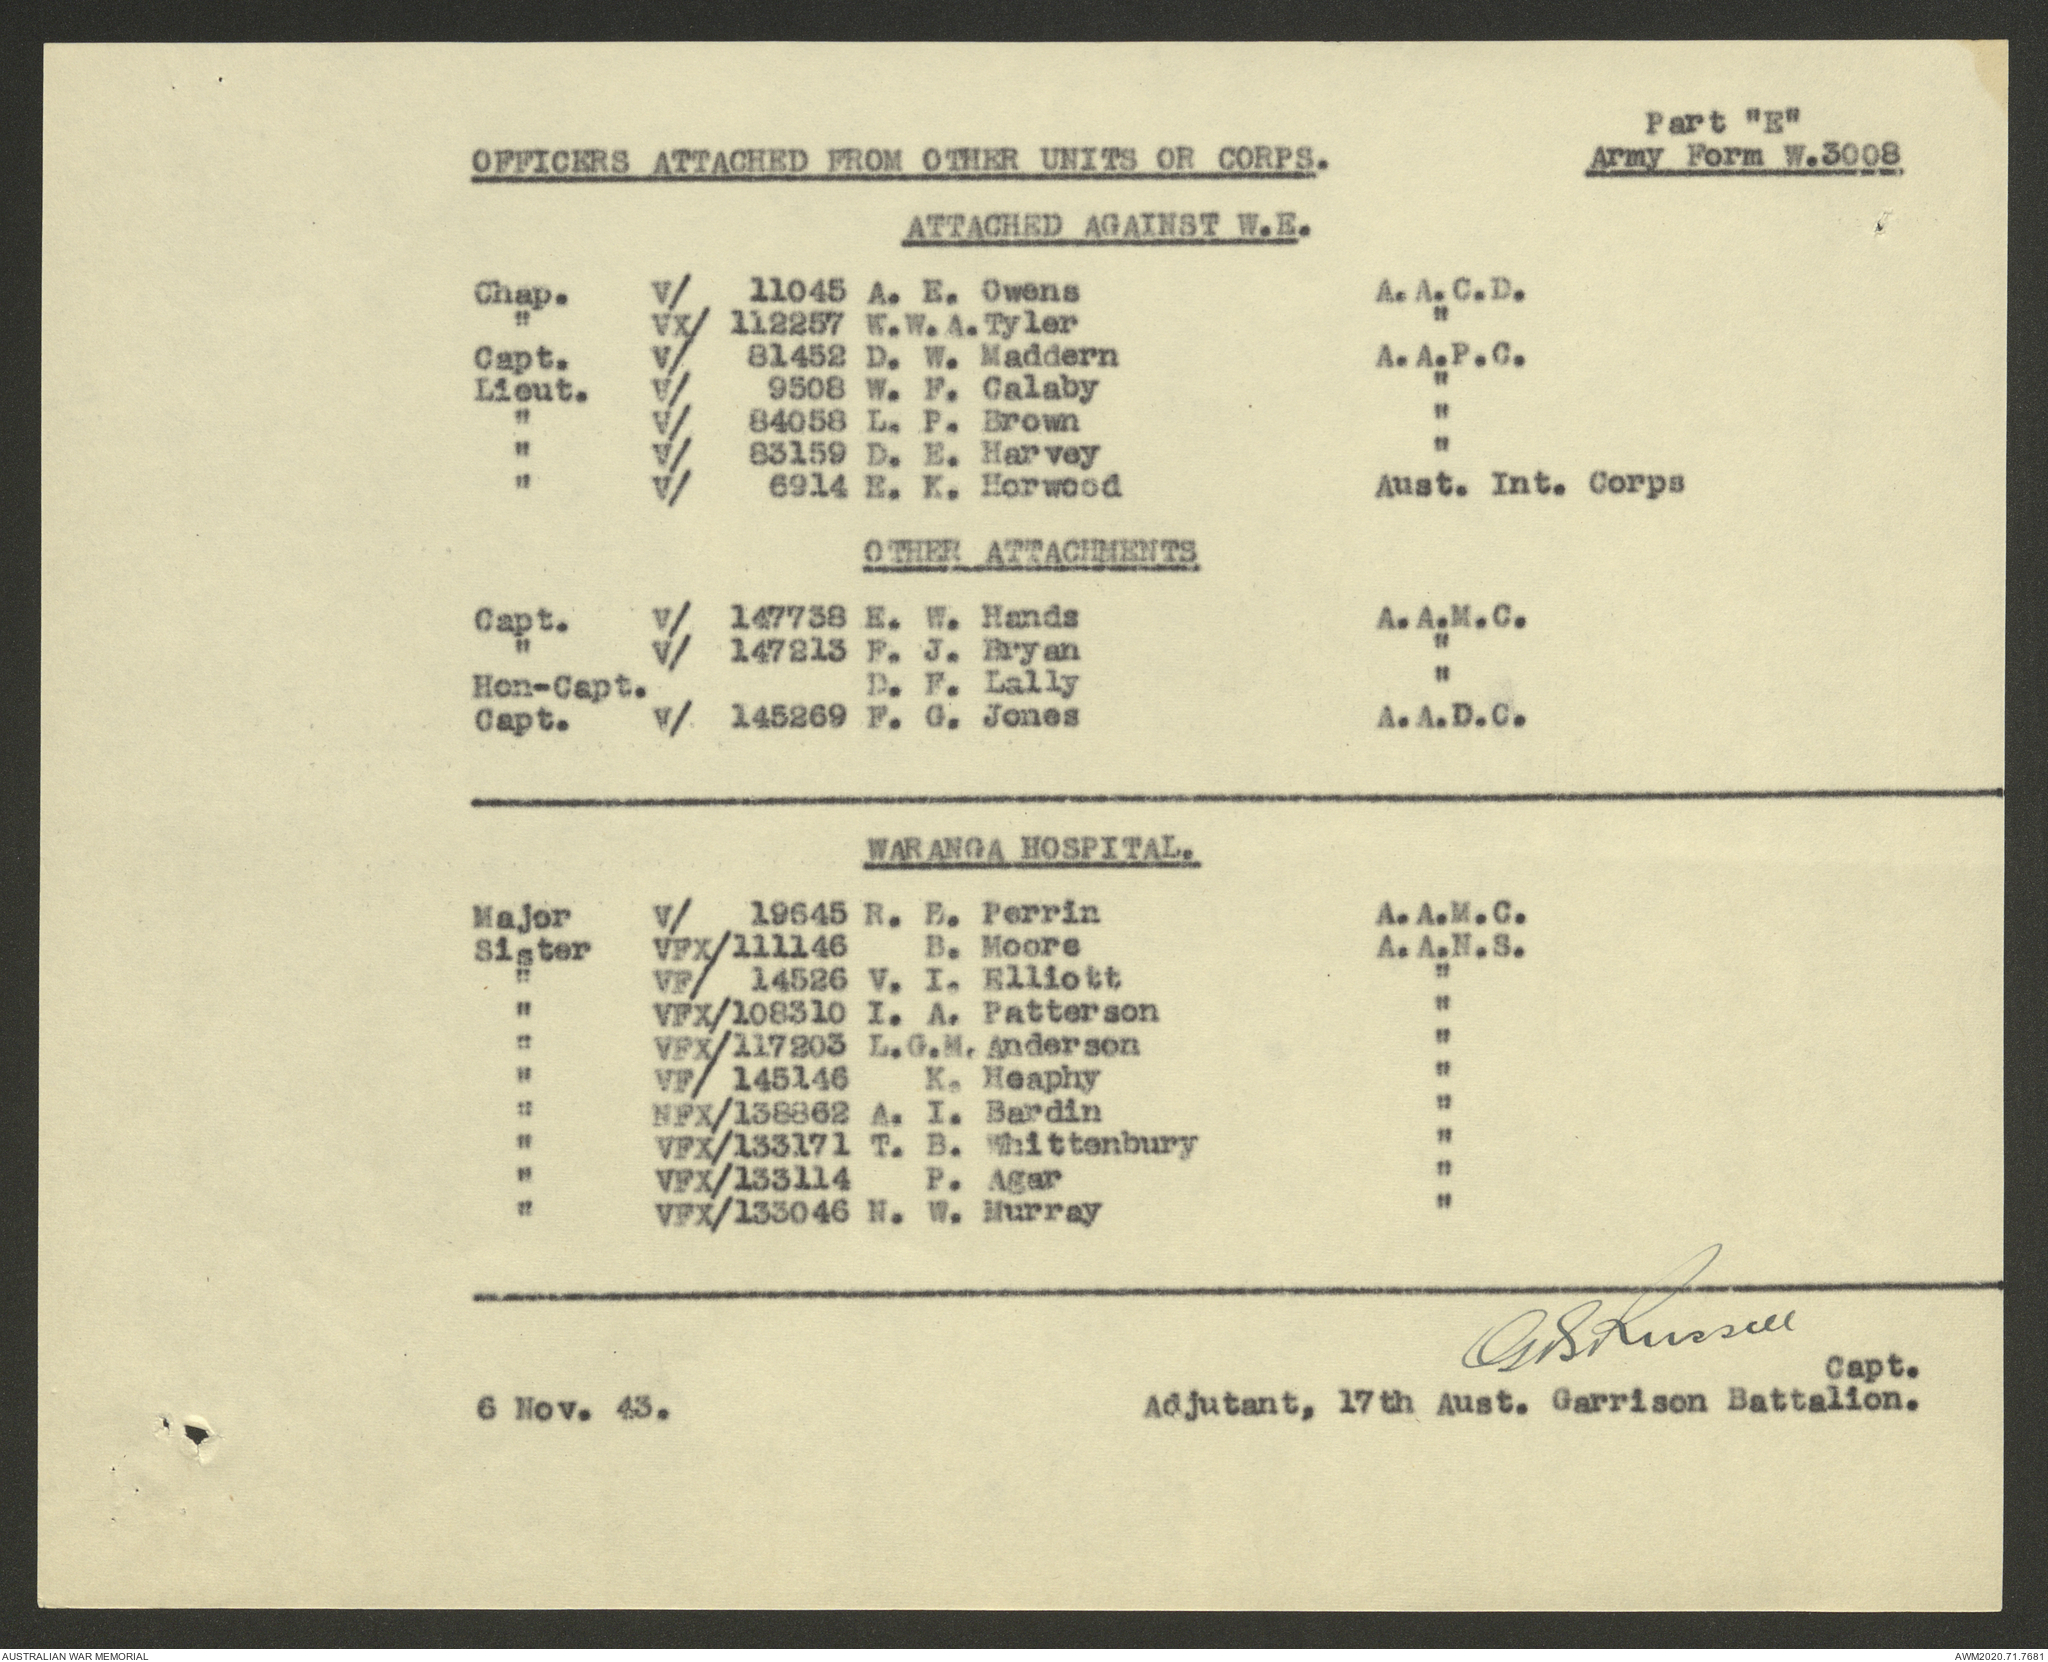 Part "E"
OFFICERS ATTACHED FROM OTHER UNITS OR CORPS. Army Form W.3008
ATTACHED AGAINST W.E.
Chap. V/ 11045 A. E. Owens A.A.C.D.
" VX/ 112257 W.W.A.Tyler "
Capt. V/ 81452 D. W. Maddern A.A.P.C.
Lieut. V/ 9508 W. F. Calaby "
" V/ 84058 L. P. Brown "
" V/ 83159 D. E. Harvey "
" V/ 6914 E. K. Horwood Aust. Int. Corps
OTHER ATTACHMENTS
Capt. V/ 147738 E. W. Hands A.A.M.C.
" V/ 147213 F. J. Bryan "
Hon-Capt. D. F. Lally "
Capt. V/ 145269 F. G. Jones A.A.D.C.
WARANGA HOSPITAL.
Major V/ 19645 R. E. Perrin A.A.M.C.
Sister VFX/111146 B. Moore A.A.N.S.
" VF/ 14526 V. I. Elliott "
" VFX/108310 I. A. Patterson "
" VFX/117203 L.G.M. Anderson "
" VF/ 145146 K. Heaphy "
" NFX/138862 A. I. Bardin "
" VFX/133171 T. B. Whittenbury "
" VFX/133114 P. Agar "
" VFX/133046 N. W. Murray "
Russell
Capt.
6 Nov. 43. Adjutant, 17th Aust. Garrison Battalion.
AUSTRALIAN WAR MEMORIAL AWM2020.71.7681